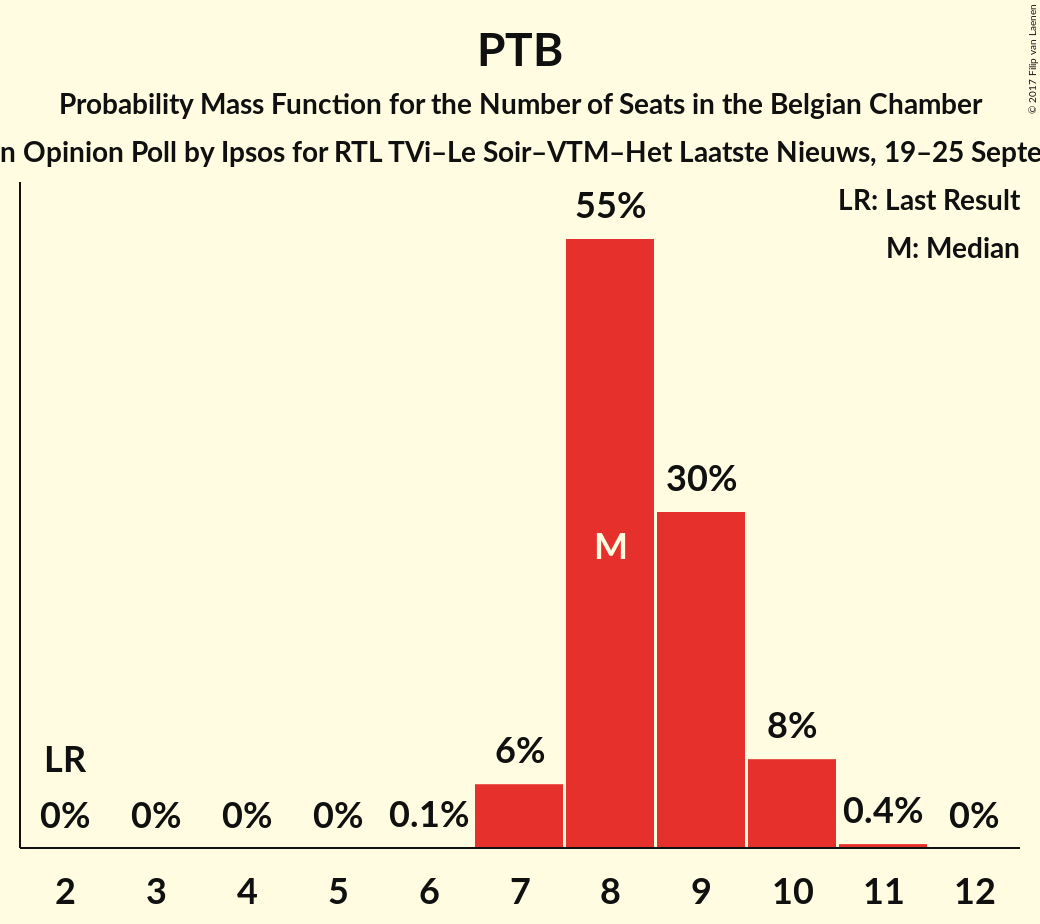 PTB
Probability Mass Function for the Number of Seats in the Belgian Chamber
n Opinion Poll by Ipsos for RTL TVi–Le Soir–VTM–Het Laatste Nieuws, 19–25 Septe
© 2017 Filip van Laenen
LR: Last Result
M: Median
55%
30%
M
8%
6%
LR
0% 0% 0% 0% 0.1% 0.4% 0%
2 3 4 5 6 7 8 9 10 11 12